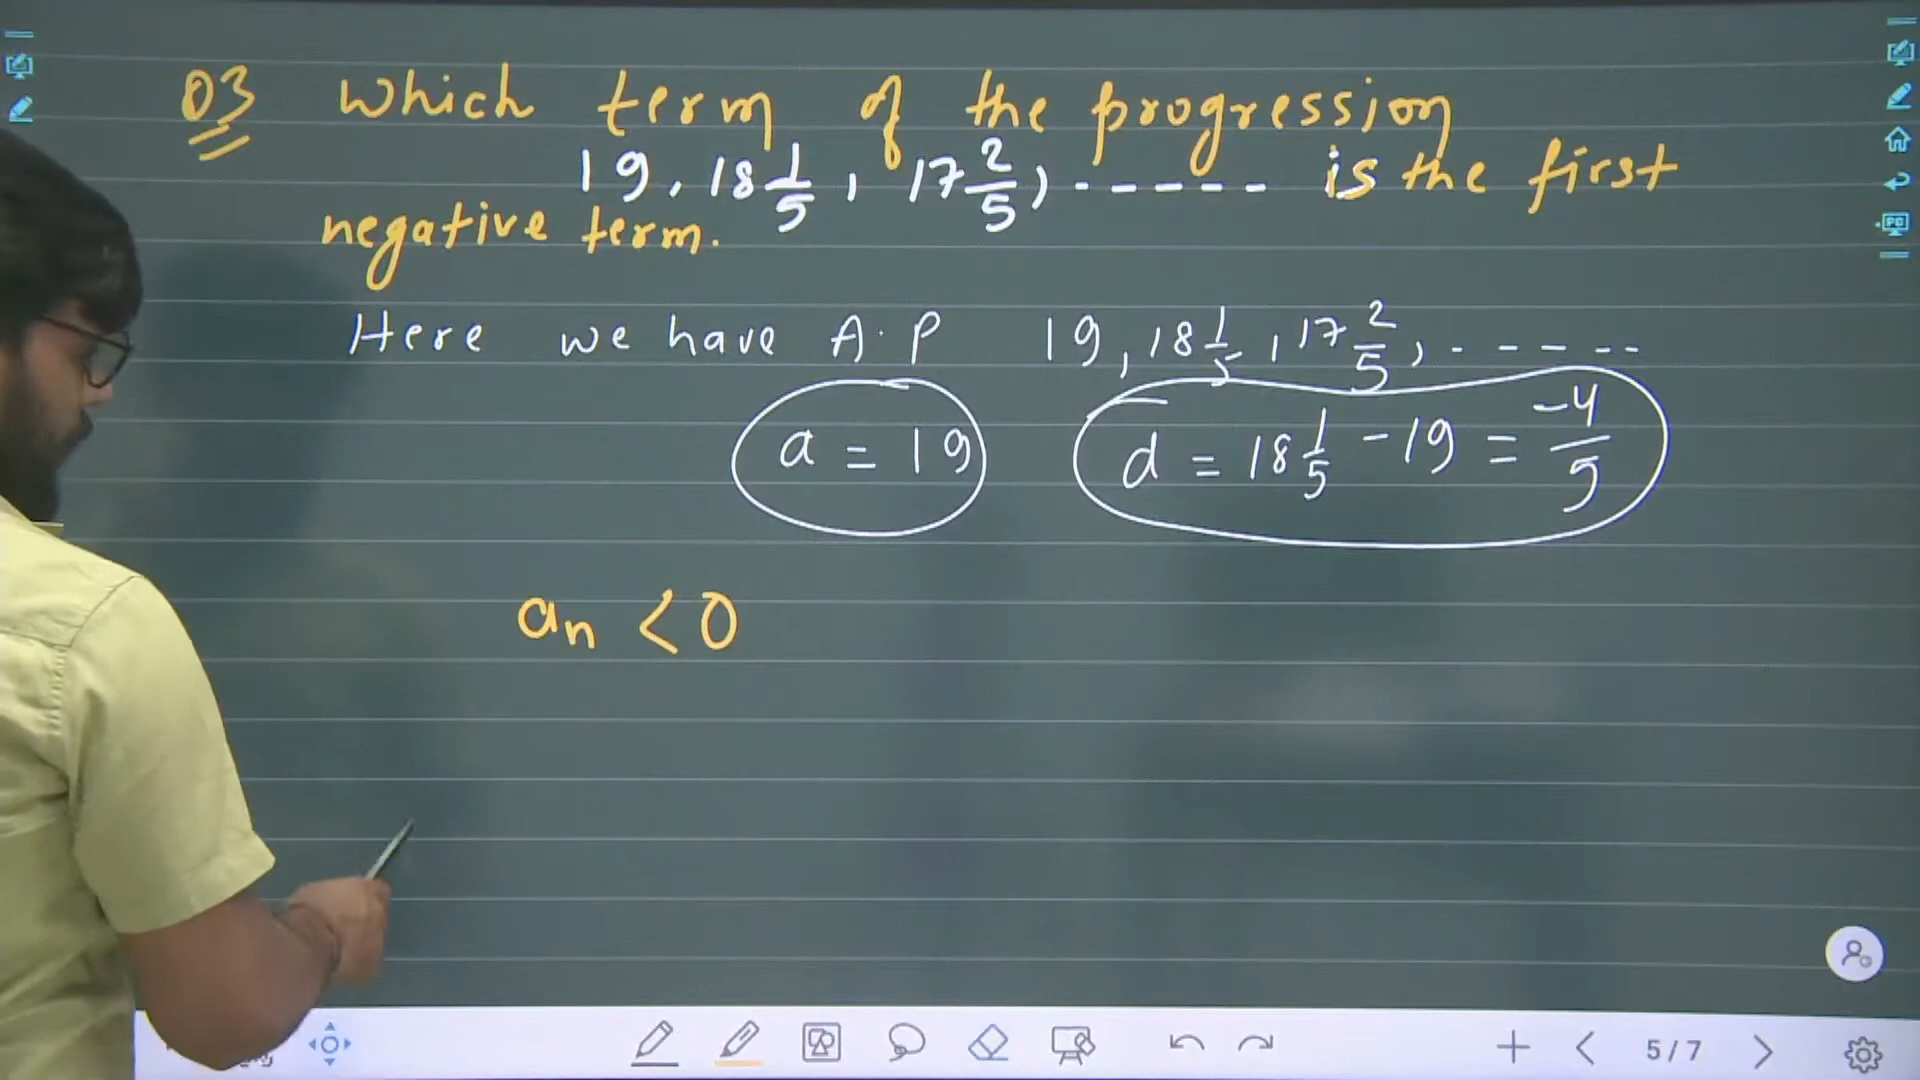 Q3 Which term of the progression
19, 18 1/5, 17 2/5, ------ is the first
negative term.
Here we have A.P 19, 18 1/5, 17 2/5, -----
a = 19 d = 18 1/5 - 19 = -4/5
aₙ < 0
5/7